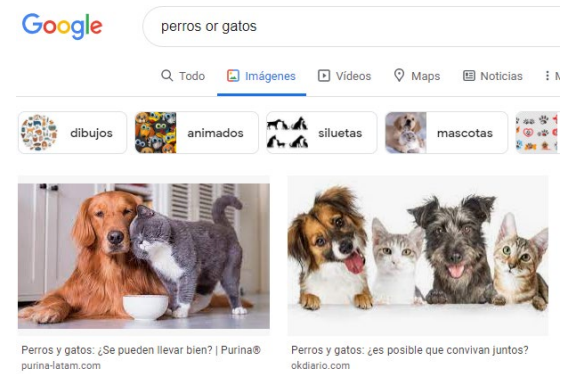 Google
perros or gatos
Todo Imágenes Vídeos Maps Noticias
dibujos animados siluetas mascotas
Perros y gatos: ¿Se pueden llevar bien? | Purina®
purina-latam.com
Perros y gatos: ¿es posible que convivan juntos?
okdiario.com